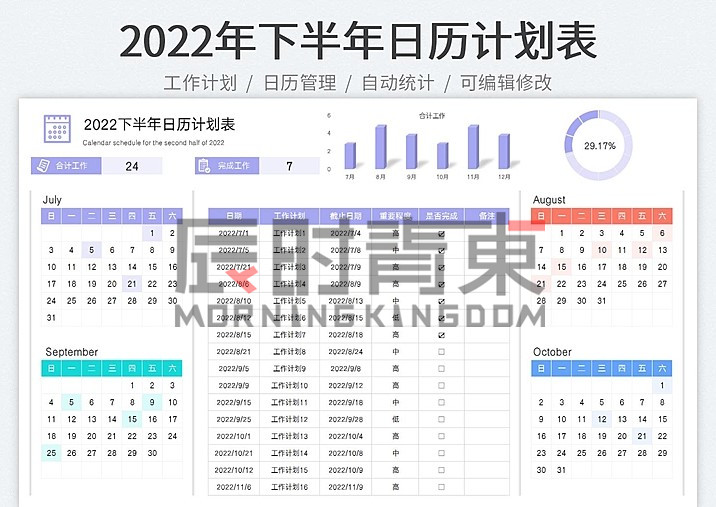 2022年下半年日历计划表
工作计划 / 日历管理 / 自动统计 / 可编辑修改
2022下半年日历计划表
Calendar schedule for the second half of 2022
合计工作 24 完成工作 7
合计工作
6
4
2
0
7月 8月 9月 10月 11月 12月
29.17%
July
日 一 二 三 四 五 六
1 2
3 4 5 6 7 8 9
10 11 12 13 14 15 16
17 18 19 20 21 22 23
24 25 26 27 28 29 30
31
September
日 一 二 三 四 五 六
1 2 3
4 5 6 7 8 9 10
11 12 13 14 15 16 17
18 19 20 21 22 23 24
25 26 27 28 29 30
日期 工作计划 截止日期 重要程度 是否完成 备注
2022/7/1 工作计划1 2022/7/4 高 ☑
2022/7/5 工作计划2 2022/7/8 中 ☑
2022/7/21 工作计划3 2022/7/9 高 ☑
2022/8/6 工作计划4 2022/8/9 高 ☑
2022/8/10 工作计划5 2022/8/13 中 ☑
2022/8/12 工作计划6 2022/8/15 低 ☑
2022/8/15 工作计划7 2022/8/18 高 ☑
2022/8/21 工作计划8 2022/8/24 中 ☐
2022/9/5 工作计划9 2022/9/8 高 ☐
2022/9/9 工作计划10 2022/9/12 高 ☐
2022/9/15 工作计划11 2022/9/18 中 ☐
2022/9/25 工作计划12 2022/9/28 低 ☐
2022/10/1 工作计划13 2022/10/4 高 ☐
2022/10/21 工作计划14 2022/10/8 中 ☐
2022/10/12 工作计划15 2022/10/9 高 ☐
2022/11/6 工作计划16 2022/11/9 高 ☐
August
日 一 二 三 四 五 六
1 2 3 4 5 6
7 8 9 10 11 12 13
14 15 16 17 18 19 20
21 22 23 24 25 26 27
28 29 30 31
October
日 一 二 三 四 五 六
1
2 3 4 5 6 7 8
9 10 11 12 13 14 15
16 17 18 19 20 21 22
23 24 25 26 27 28 29
30 31
辰时青東
MORNINGKINGDOM